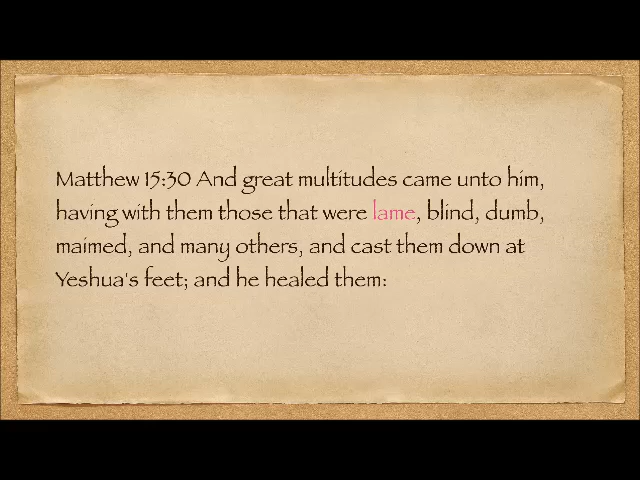 Matthew 15:30 And great multitudes came unto him,
having with them those that were lame, blind, dumb,
maimed, and many others, and cast them down at
Yeshua's feet; and he healed them: